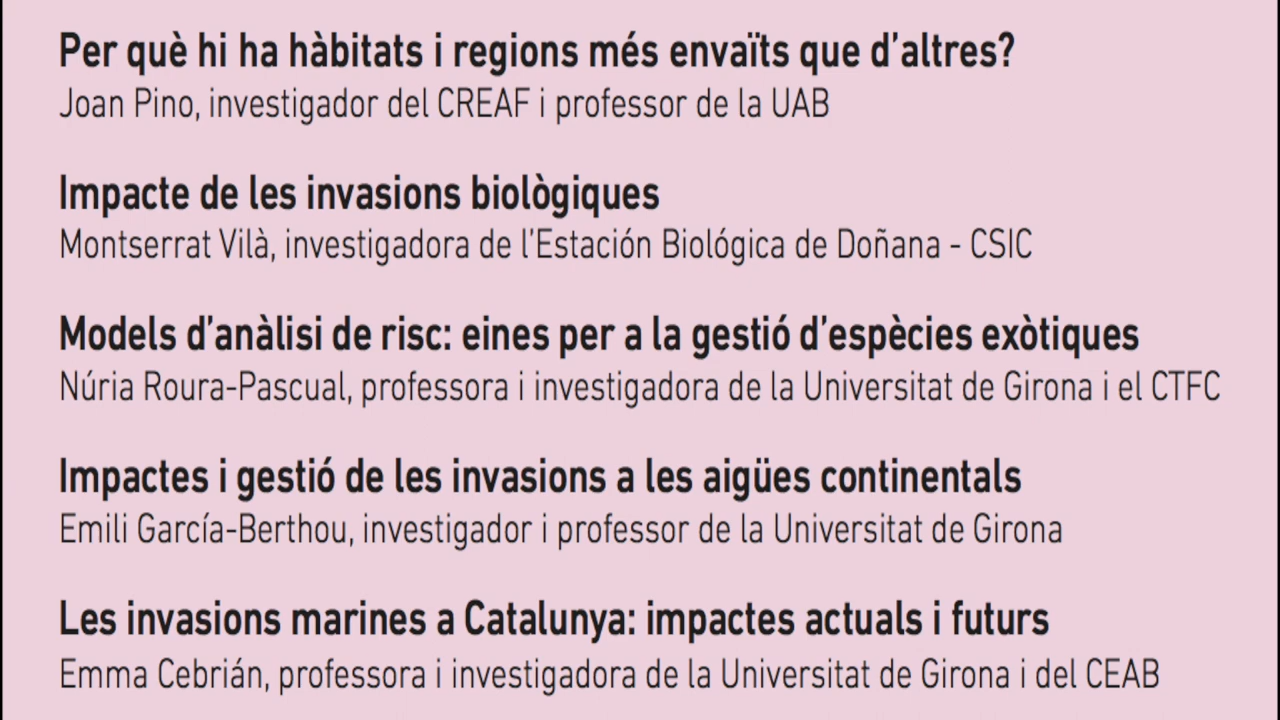 Per què hi ha hàbitats i regions més envaïts que d’altres?
Joan Pino, investigador del CREAF i professor de la UAB
Impacte de les invasions biològiques
Montserrat Vilà, investigadora de l’Estación Biológica de Doñana - CSIC
Models d’anàlisi de risc: eines per a la gestió d’espècies exòtiques
Núria Roura-Pascual, professora i investigadora de la Universitat de Girona i el CTFC
Impactes i gestió de les invasions a les aigües continentals
Emili García-Berthou, investigador i professor de la Universitat de Girona
Les invasions marines a Catalunya: impactes actuals i futurs
Emma Cebrián, professora i investigadora de la Universitat de Girona i del CEAB